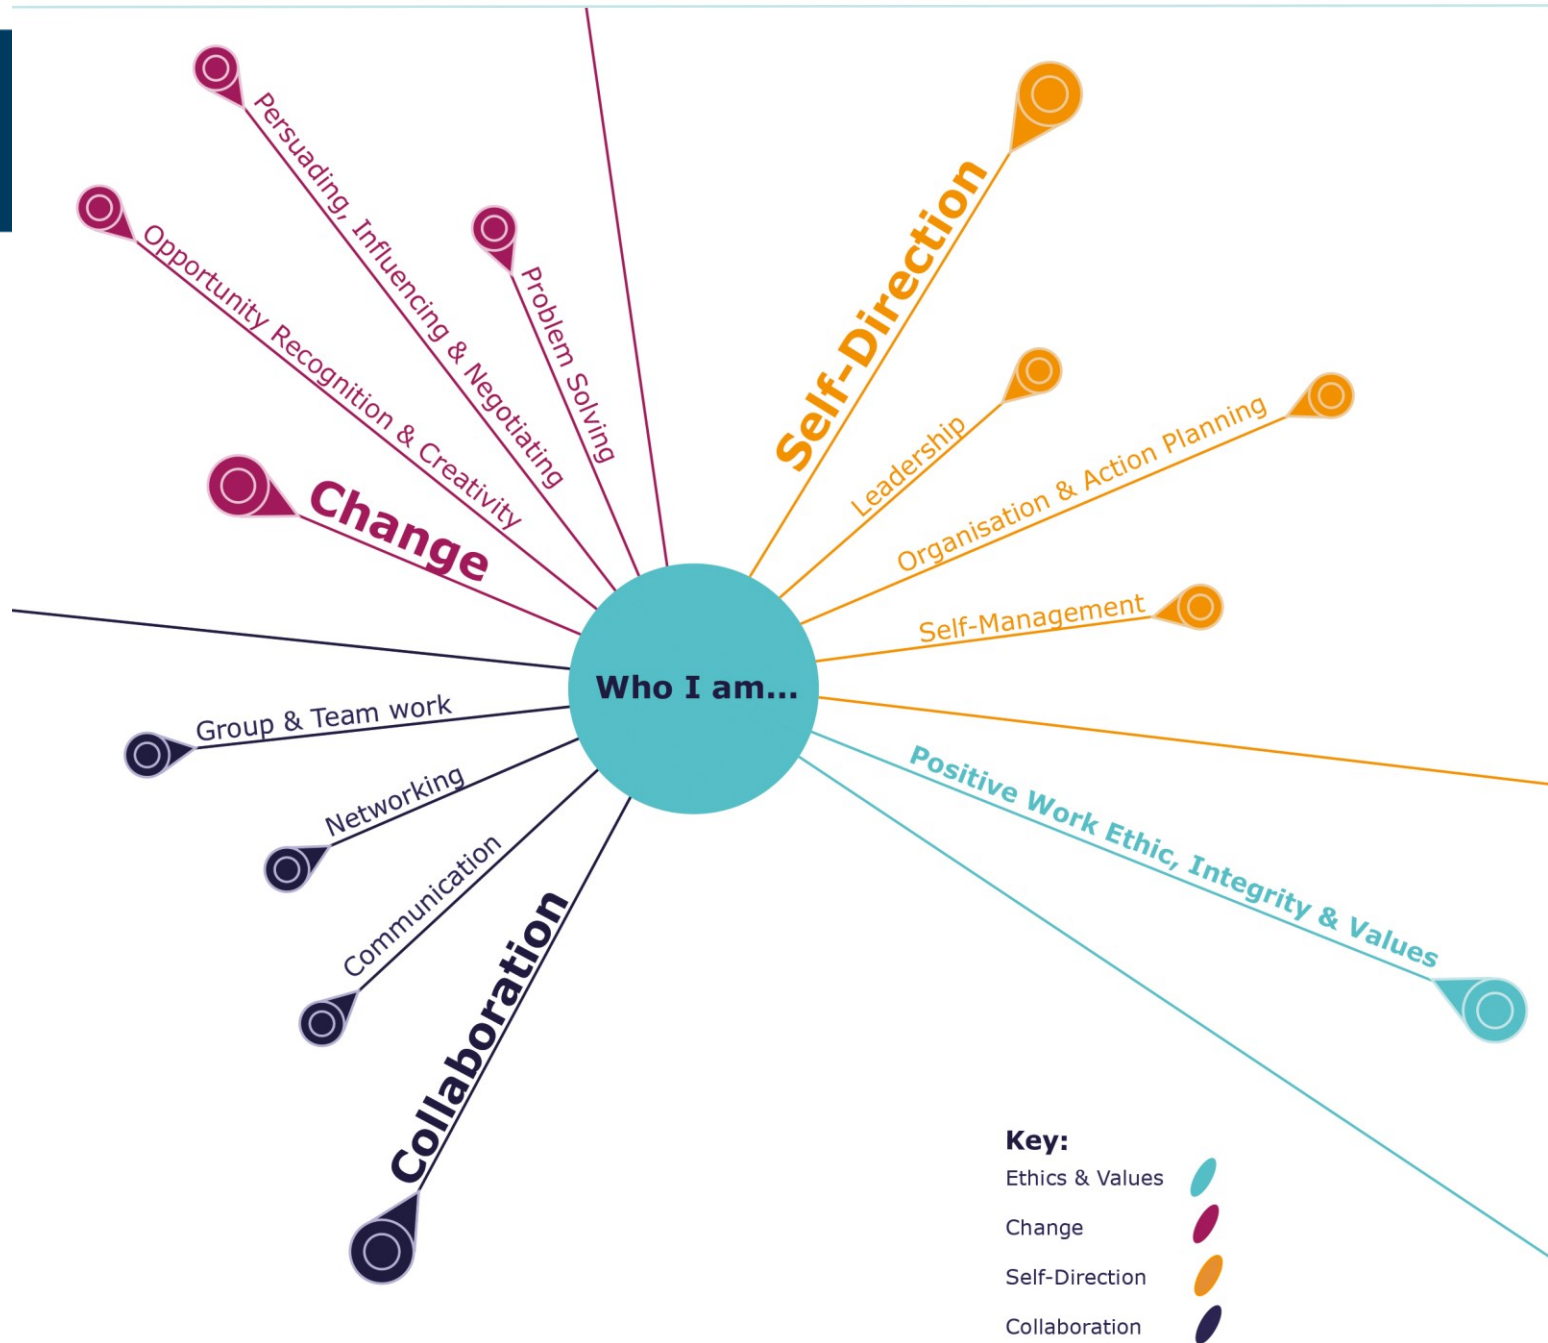 Persuading, Influencing & Negotiating
Opportunity Recognition & Creativity
Problem Solving
Change
Self-Direction
Leadership
Organisation & Action Planning
Self-Management
Who I am...
Group & Team work
Networking
Communication
Collaboration
Positive Work Ethic, Integrity & Values
Key:
Ethics & Values
Change
Self-Direction
Collaboration